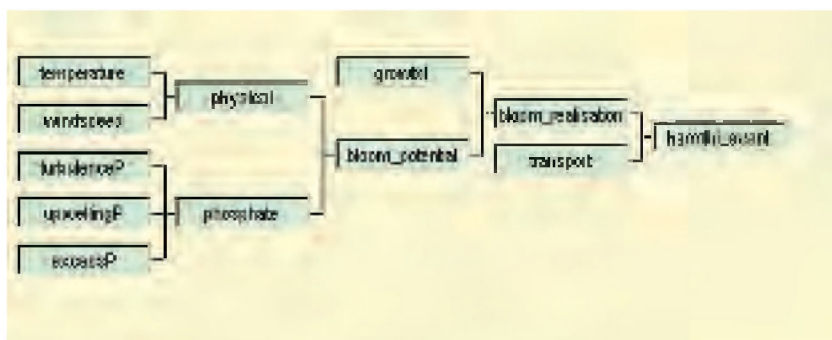 temperature
windspeed
turbulenceP
upwellingP
excessP
physical
phosphate
growth
bloom_potential
bloom_realisation
transport
harmful_event